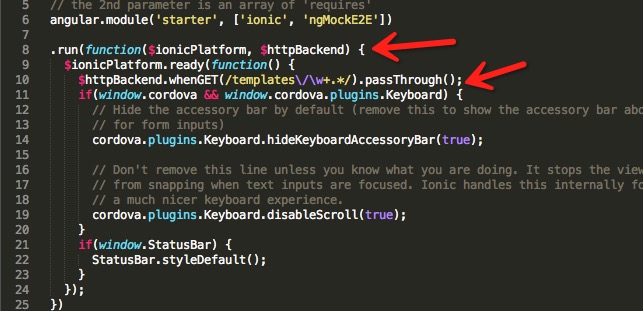 5 // the 2nd parameter is an array of 'requires'
6 angular.module('starter', ['ionic', 'ngMockE2E'])
7
8 .run(function($ionicPlatform, $httpBackend) {
9 $ionicPlatform.ready(function() {
10 $httpBackend.whenGET(/templates\/\w+.*/).passThrough();
11 if(window.cordova && window.cordova.plugins.Keyboard) {
12 // Hide the accessory bar by default (remove this to show the accessory bar abo
13 // for form inputs)
14 cordova.plugins.Keyboard.hideKeyboardAccessoryBar(true);
15
16 // Don't remove this line unless you know what you are doing. It stops the view
17 // from snapping when text inputs are focused. Ionic handles this internally fo
18 // a much nicer keyboard experience.
19 cordova.plugins.Keyboard.disableScroll(true);
20 }
21 if(window.StatusBar) {
22 StatusBar.styleDefault();
23 }
24 });
25 })